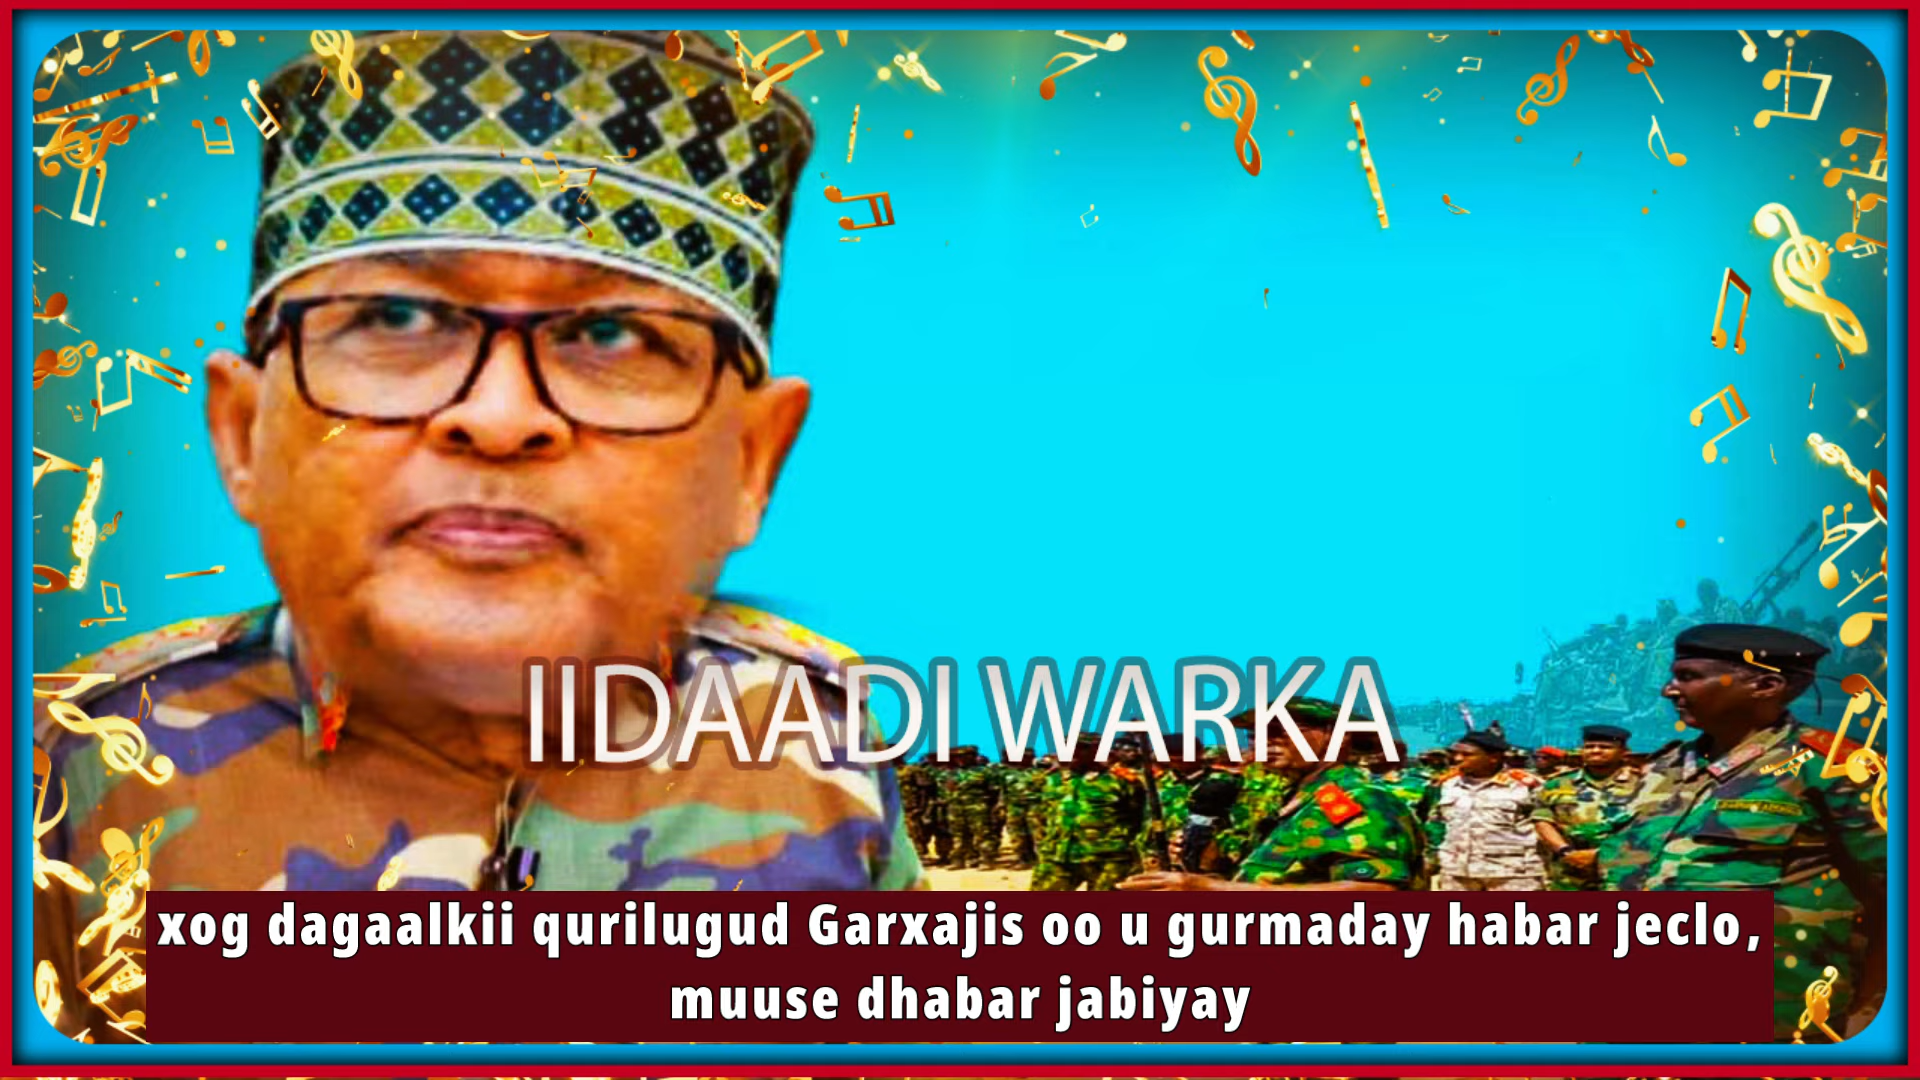 IIDAADI WARKA
xog dagaalkii qurilugud Garxajis oo u gurmaday habar jeclo,
muuse dhabar jabiyay